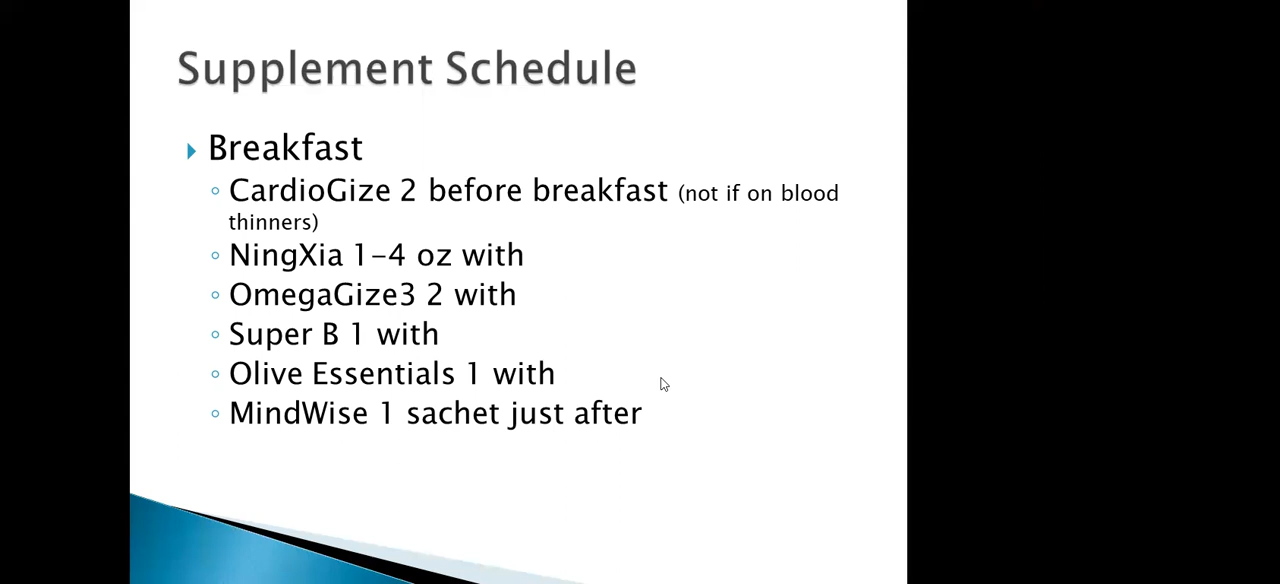 Supplement Schedule
Breakfast
CardioGize 2 before breakfast (not if on blood
thinners)
NingXia 1-4 oz with
OmegaGize3 2 with
Super B 1 with
Olive Essentials 1 with
MindWise 1 sachet just after